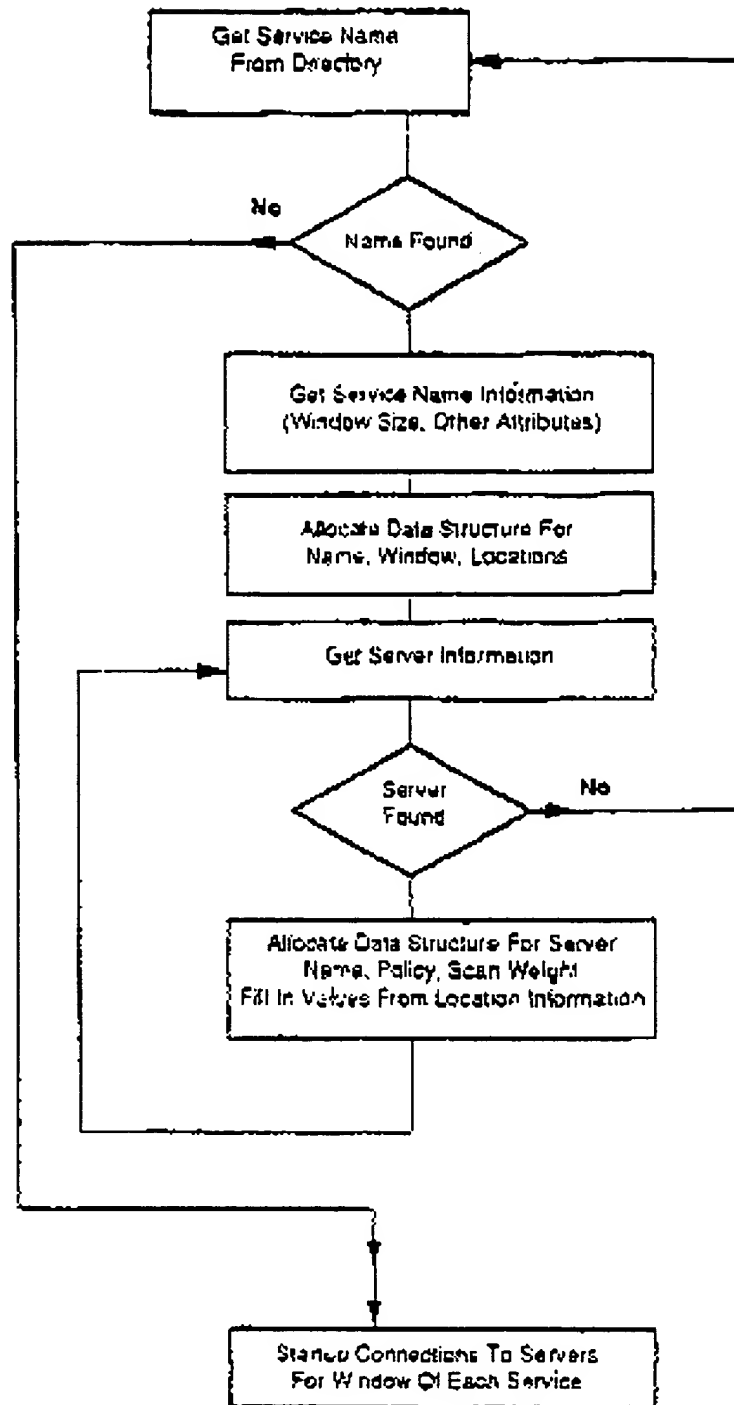 Get Service Name
From Directory
No
Name Found
Get Service Name Information
(Window Size, Other Attributes)
Allocate Data Structure For
Name, Window, Locations
Get Server Information
Server
Found
No
Allocate Data Structure For Server
Name, Policy, Scan Weight
Fill In Values From Location Information
Startup Connections To Servers
For Window Of Each Service